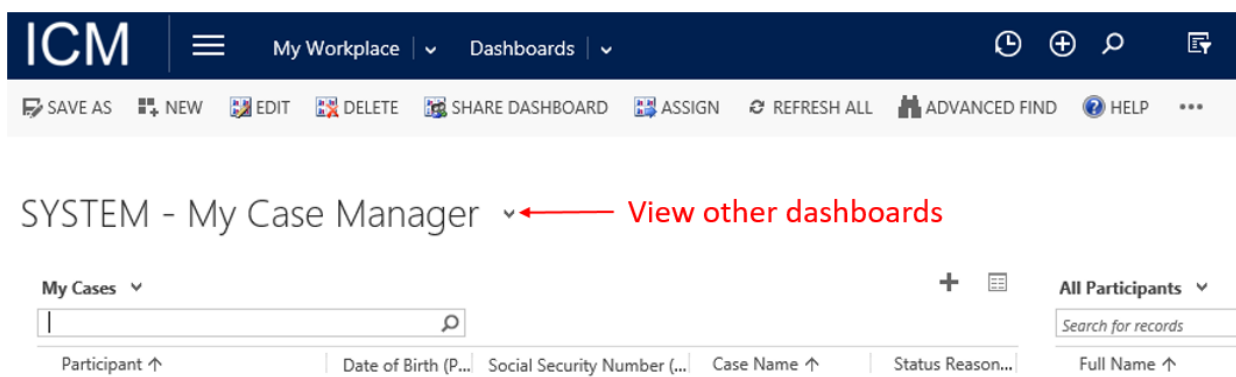 ICM My Workplace Dashboards
SAVE AS NEW EDIT DELETE SHARE DASHBOARD ASSIGN REFRESH ALL ADVANCED FIND ? HELP •••
SYSTEM - My Case Manager View other dashboards
My Cases All Participants
Search for records
Participant ↑ Date of Birth (P... Social Security Number (... Case Name ↑ Status Reason... Full Name ↑